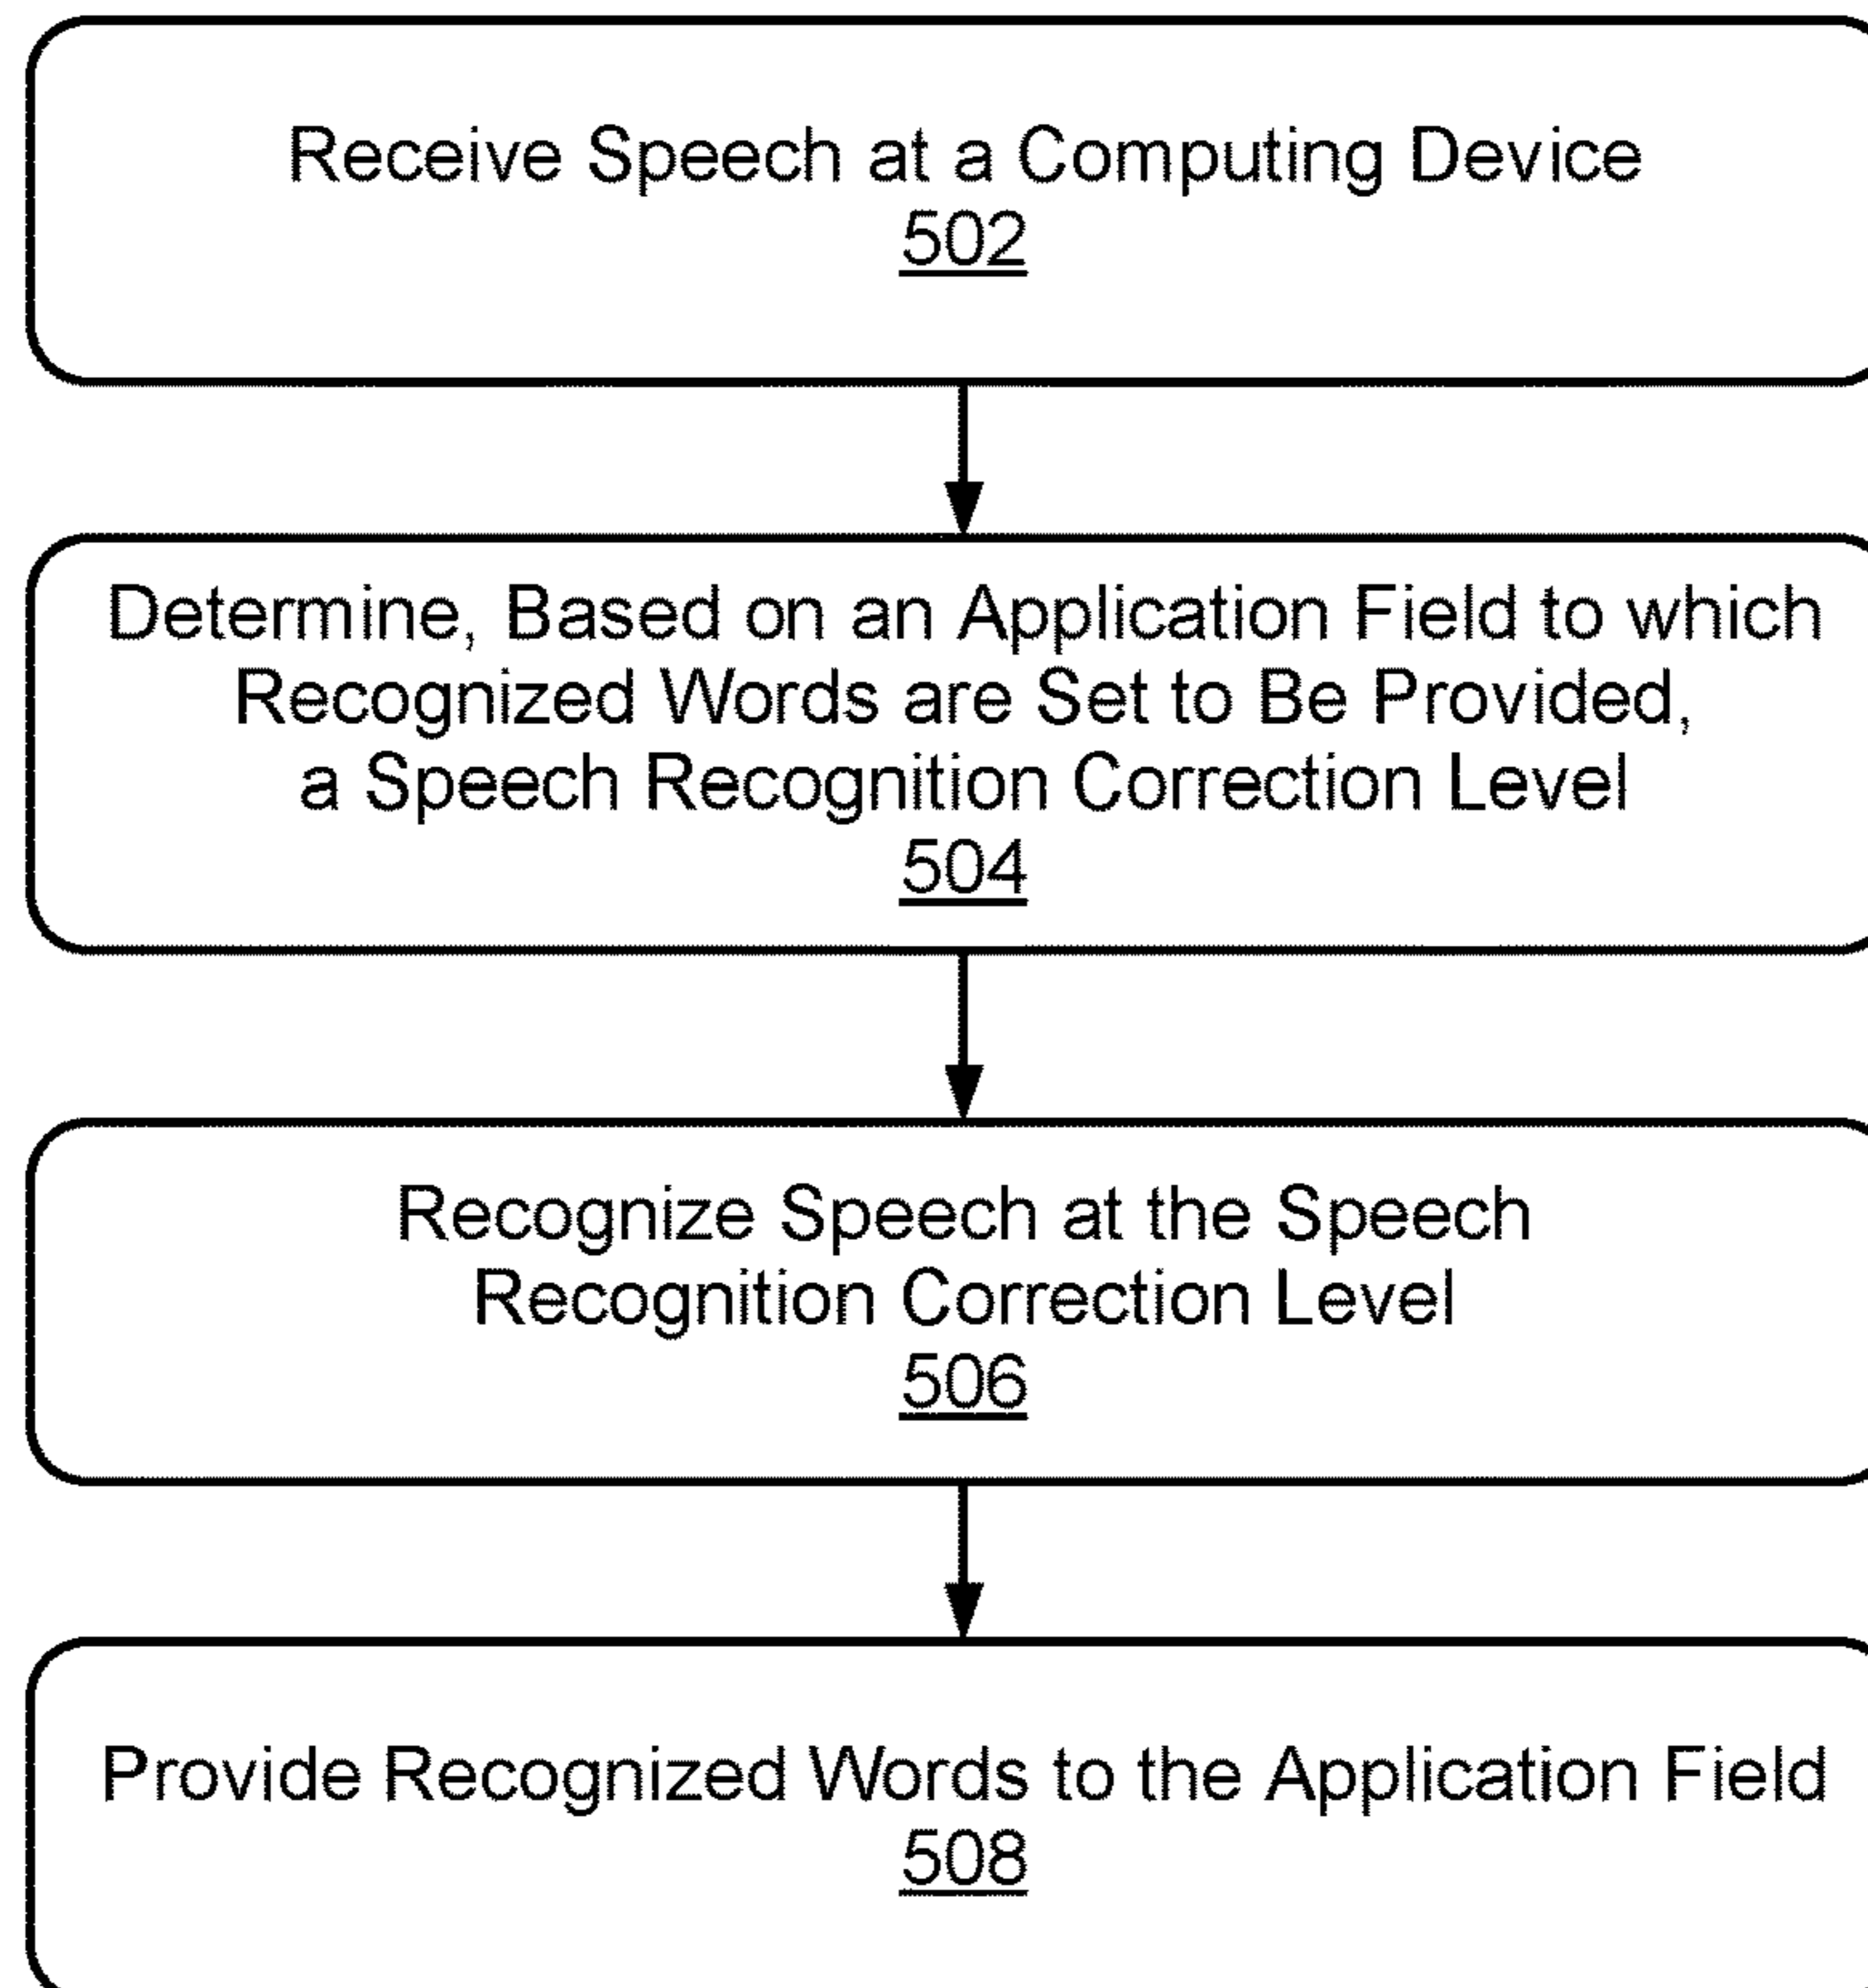 Receive Speech at a Computing Device
502
Determine, Based on an Application Field to which
Recognized Words are Set to Be Provided,
a Speech Recognition Correction Level
504
Recognize Speech at the Speech
Recognition Correction Level
506
Provide Recognized Words to the Application Field
508